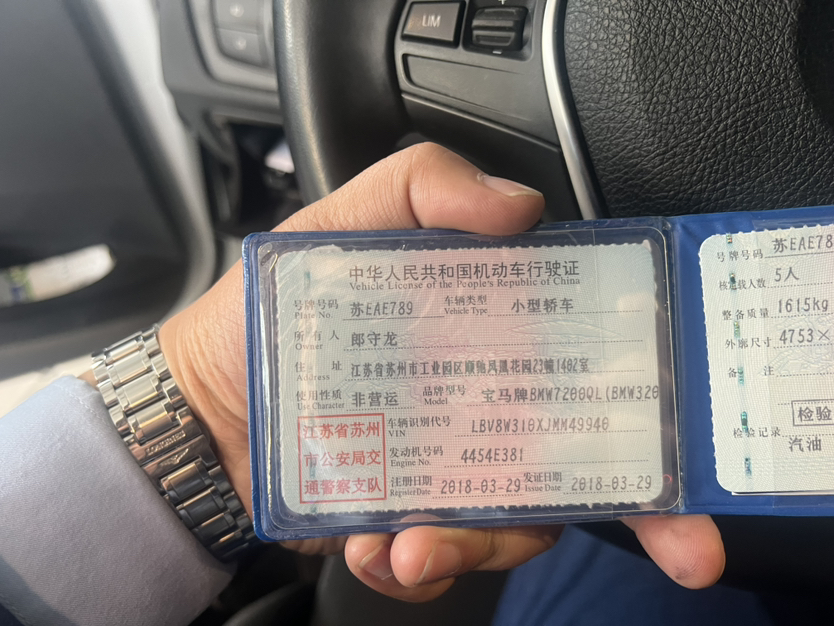 LIM
中华人民共和国机动车行驶证
Vehicle License of the People's Republic of China
号牌号码 苏EAE789 车辆类型 小型轿车
Plate No. Vehicle Type
所有人 郎守龙
Owner
住址 江苏省苏州市工业园区顺驰凤凰花园23幢1402室
Address
使用性质 非营运 品牌型号 宝马牌BMW7200QL(BMW320
Use Character Model
江苏省苏州
市公安局交
通警察支队
车辆识别代号 LBV8W310XJMM49940
VIN
发动机号码 4454E381
Engine No.
注册日期 2018-03-29 发证日期 2018-03-29
Register Date Issue Date
号牌号码 苏EAE78
核定载人数 5人
整备质量 1615kg
外廓尺寸 4753×
备注
检验
检验记录
汽油
LONGINES